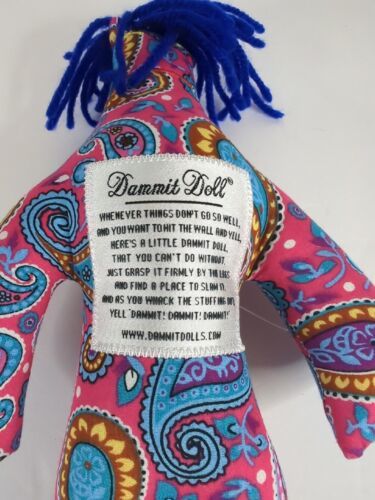 Dammit Doll®
WHENEVER THINGS DON'T GO SO WELL,
AND YOU WANT TO HIT THE WALL AND YELL,
HERE'S A LITTLE DAMMIT DOLL,
THAT YOU CAN'T DO WITHOUT.
JUST GRASP IT FIRMLY BY THE LEGS
AND FIND A PLACE TO SLAM IT.
AND AS YOU WHACK THE STUFFING OUT,
YELL "DAMMIT! DAMMIT! DAMMIT!"
WWW.DAMMITDOLLS.COM